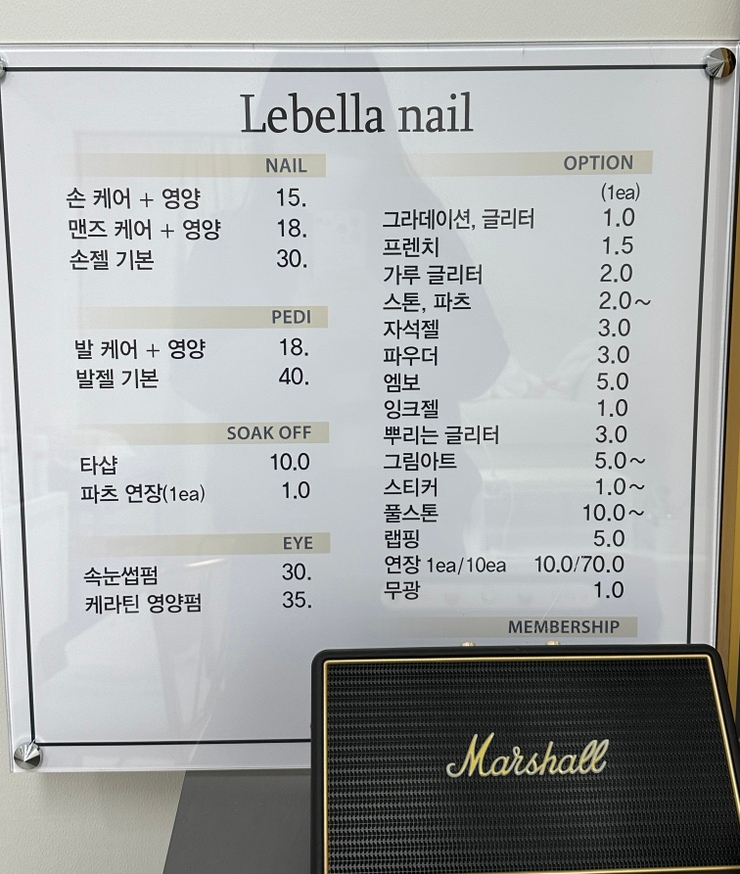 Lebella nail
NAIL
손 케어 + 영양 15.
맨즈 케어 + 영양 18.
손젤 기본 30.
PEDI
발 케어 + 영양 18.
발젤 기본 40.
SOAK OFF
타샵 10.0
파츠 연장(1ea) 1.0
EYE
속눈썹펌 30.
케라틴 영양펌 35.
OPTION
(1ea)
그라데이션, 글리터 1.0
프렌치 1.5
가루 글리터 2.0
스톤, 파츠 2.0~
자석젤 3.0
파우더 3.0
엠보 5.0
잉크젤 1.0
뿌리는 글리터 3.0
그림아트 5.0~
스티커 1.0~
풀스톤 10.0~
랩핑 5.0
연장 1ea/10ea 10.0/70.0
무광 1.0
MEMBERSHIP
Marshall